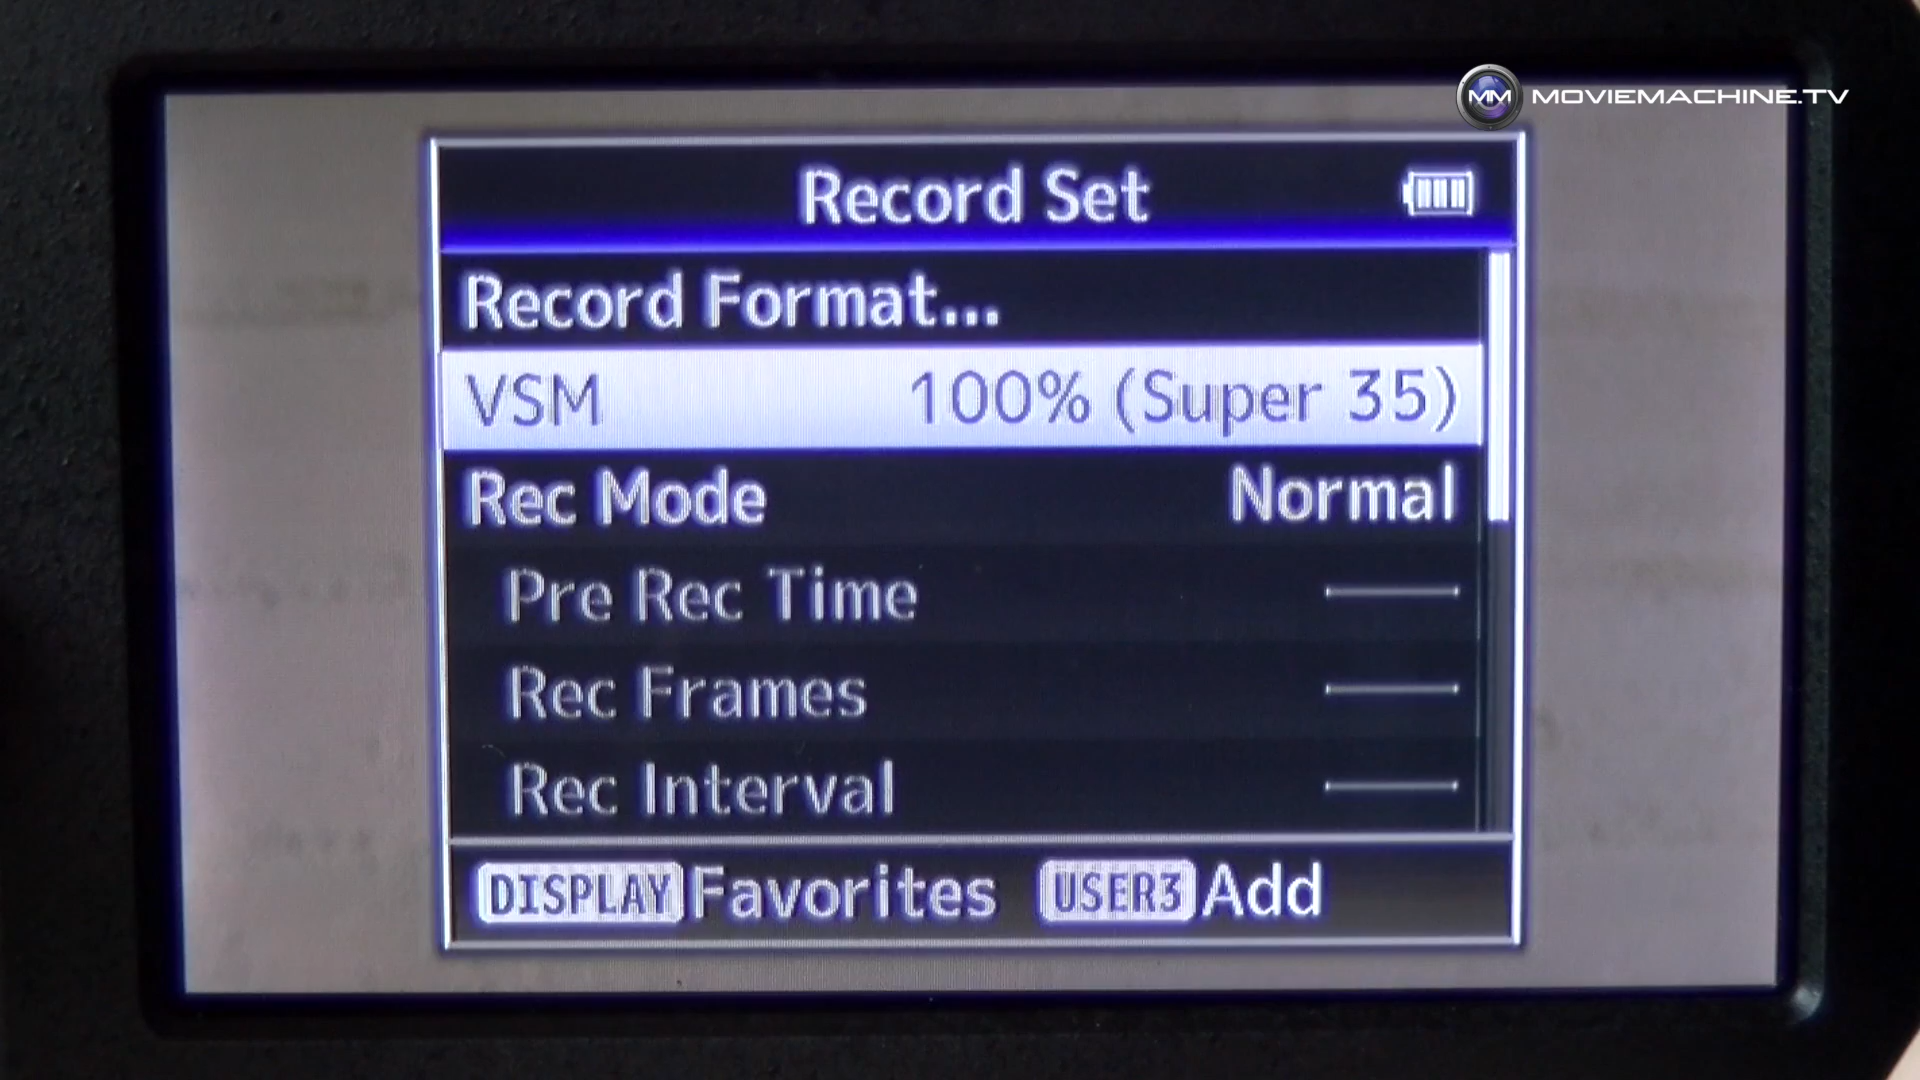 MM MOVIEMACHINE.TV
Record Set
Record Format...
VSM 100% (Super 35)
Rec Mode Normal
Pre Rec Time
Rec Frames
Rec Interval
DISPLAY Favorites USER3 Add